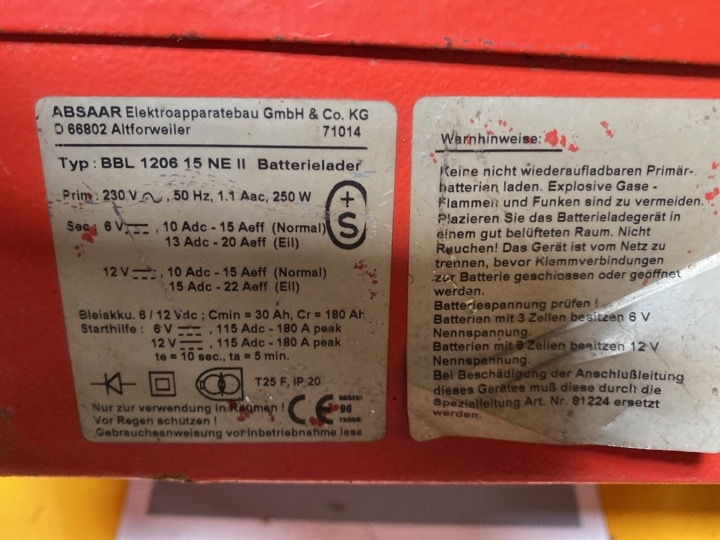 ABSAAR Elektroapparatebau GmbH & Co. KG
D 66802 Altforweiler 71014
Typ: BBL 1206 15 NE II Batterielader
Prim: 230 V ~, 50 Hz, 1.1 Aac, 250 W
Sec: 6 V ⎓, 10 Adc - 15 Aeff (Normal)
13 Adc - 20 Aeff (Eil)
12 V ⎓, 10 Adc - 15 Aeff (Normal)
15 Adc - 22 Aeff (Eil)
+
S
Bleiakku. 6 / 12 Vdc ; Cmin = 30 Ah, Cr = 180 Ah
Starthilfe : 6 V ⎓, 115 Adc - 180 A peak
12 V ⎓, 115 Adc - 180 A peak
te = 10 sec., ta = 5 min.
T25 F, IP 20
Nur zur verwendung in Räumen !
Vor Regen schützen !
Gebrauchsanweisung vor Inbetriebnahme lesen
CE 96
Warnhinweise:
Keine nicht wiederaufladbaren Primär-
batterien laden. Explosive Gase -
Flammen und Funken sind zu vermeiden.
Plazieren Sie das Batterieladegerät in
einem gut belüfteten Raum. Nicht
Rauchen! Das Gerät ist vom Netz zu
trennen, bevor Klemmverbindungen
zur Batterie geschlossen oder geöffnet
werden.
Batteriespannung prüfen !
Batterien mit 3 Zellen besitzen 6 V
Nennspannung.
Batterien mit 6 Zellen besitzen 12 V
Nennspannung.
Bei Beschädigung der Anschlußleitung
dieses Gerätes muß diese durch die
Spezialleitung Art. Nr. 81224 ersetzt
werden.